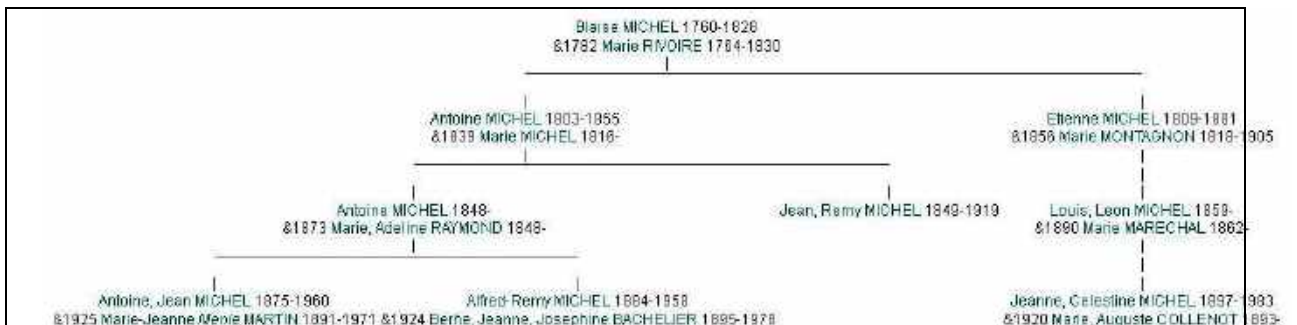 Blaise MICHEL 1760-1828
&1782 Marie RIVOIRE 1764-1830
Antoine MICHEL 1803-1855
&1839 Marie MICHEL 1816-
Etienne MICHEL 1809-1881
&1856 Marie MONTAGNON 1818-1905
Antoine MICHEL 1848-
&1873 Marie, Adeline RAYMOND 1848-
Jean, Remy MICHEL 1849-1919
Louis, Leon MICHEL 1859-
&1890 Marie MARECHAL 1862-
Antoine, Jean MICHEL 1875-1960
&1925 Marie-Jeanne MARTIN 1891-1971
Alfred-Remy MICHEL 1884-1958
&1924 Jeanne, Josephine BACHELIER 1895-1978
Jeanne, Celestine MICHEL 1897-1983
&1920 Marie, Auguste COLLENOT 1893-